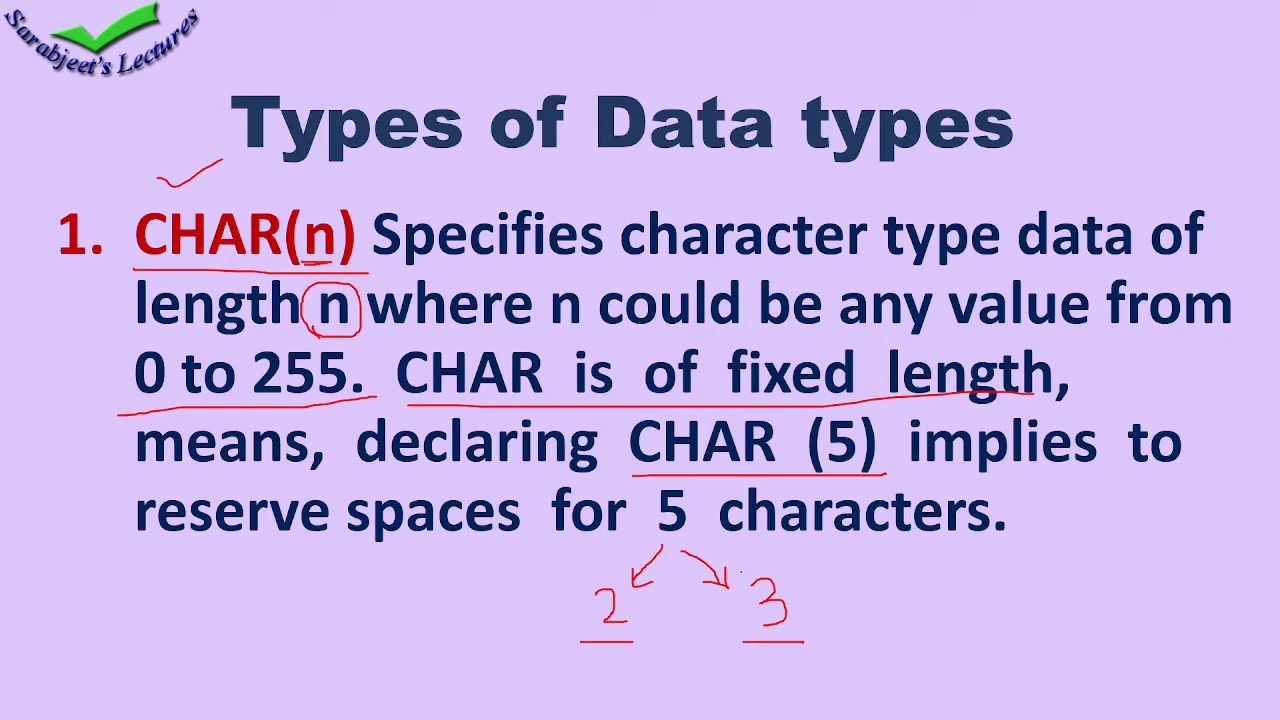 Sarabjeet's Lectures
Types of Data types
1. CHAR(n) Specifies character type data of
length n where n could be any value from
0 to 255. CHAR is of fixed length,
means, declaring CHAR (5) implies to
reserve spaces for 5 characters.
2 3